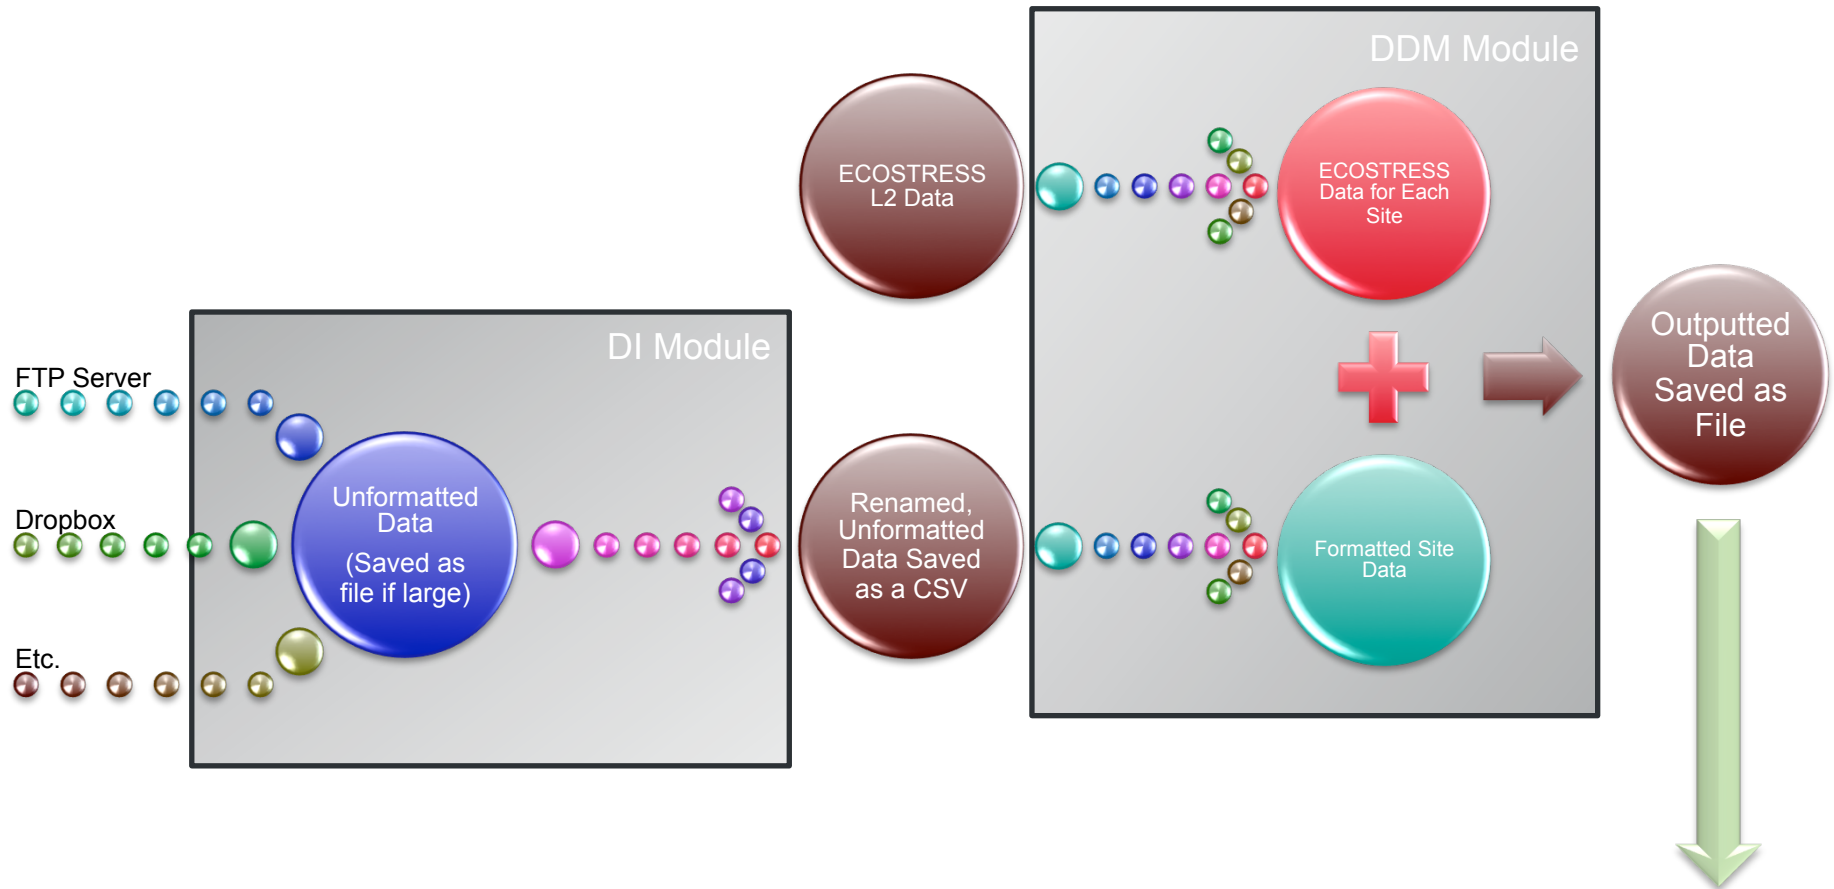 DDM Module
ECOSTRESS
L2 Data
ECOSTRESS
Data for Each
Site
DI Module
FTP Server
Dropbox
Etc.
Unformatted
Data
(Saved as
file if large)
Renamed,
Unformatted
Data Saved
as a CSV
Formatted Site
Data
Outputted
Data
Saved as
File